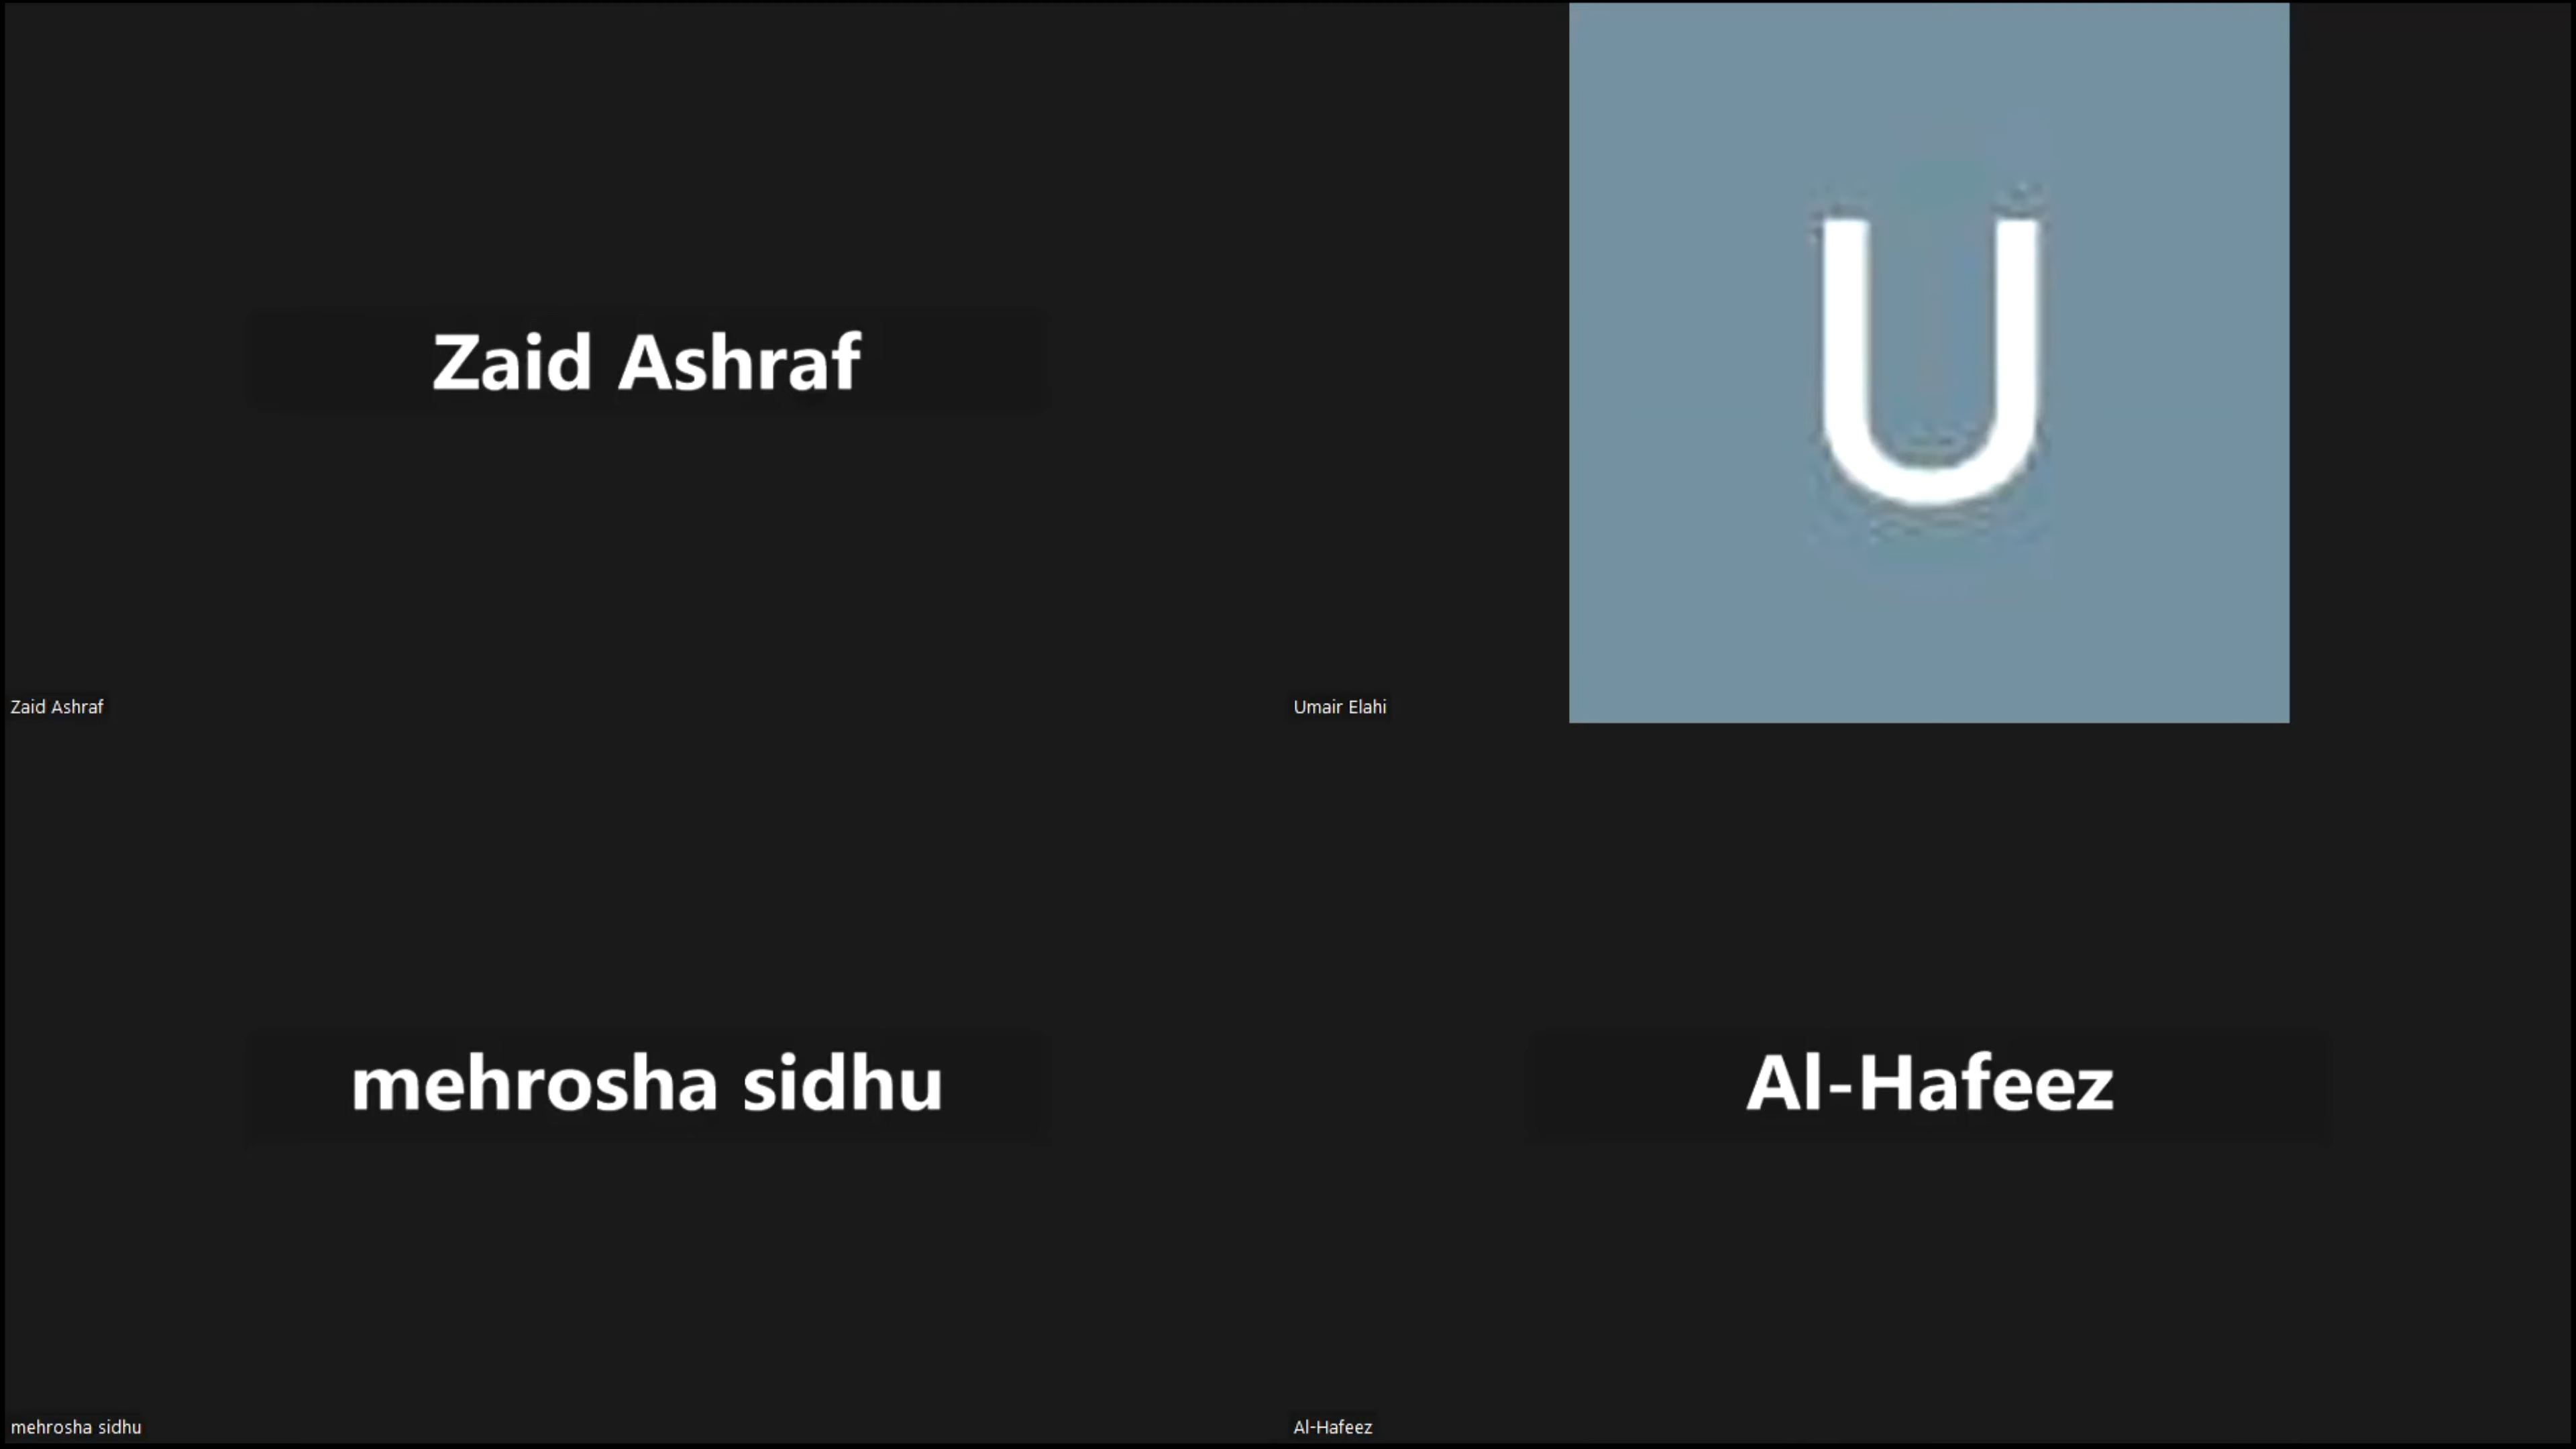 Zaid Ashraf
U
Zaid Ashraf
Umair Elahi
mehrosha sidhu
Al-Hafeez
mehrosha sidhu
Al-Hafeez